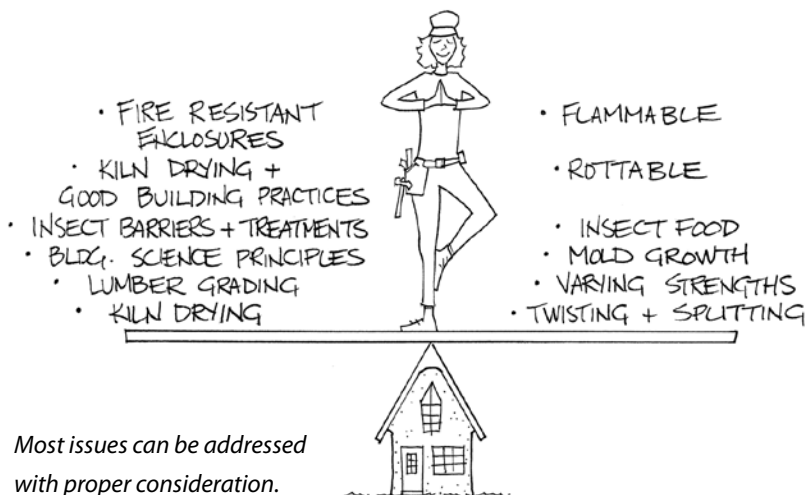 • FIRE RESISTANT
ENCLOSURES
• KILN DRYING +
GOOD BUILDING PRACTICES
• INSECT BARRIERS + TREATMENTS
• BLDG. SCIENCE PRINCIPLES
• LUMBER GRADING
• KILN DRYING
• FLAMMABLE
• ROTTABLE
• INSECT FOOD
• MOLD GROWTH
• VARYING STRENGTHS
• TWISTING + SPLITTING
Most issues can be addressed
with proper consideration.